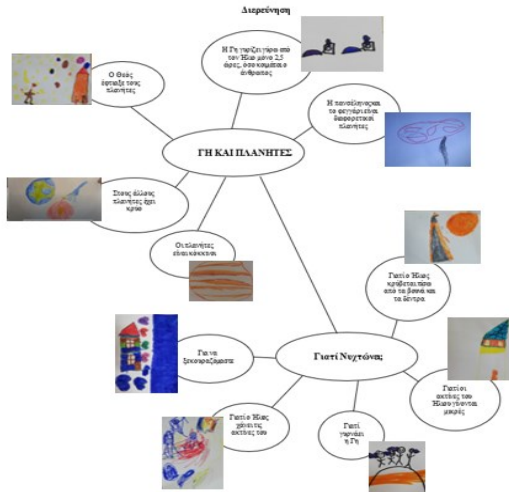 Διερεύνηση
Ο Θεός
έφτιαξε τους
πλανήτες
Η Γη γυρίζει γύρω από
τον Ήλιο μόνο 2,5
ώρες, όσο κοιμάται ο
άνθρωπος
Η πανσέληνος και
το φεγγάρι είναι
διαφορετικοί
πλανήτες
ΓΗ ΚΑΙ ΠΛΑΝΗΤΕΣ
Στους άλλους
πλανήτες έχει
κρύο
Οι πλανήτες
είναι κόκκινοι
Γιατί ο Ήλιος
κρύβεται πίσω
από τα βουνά και
τα δέντρα
Για να
ξεκουραζόμαστε
Γιατί Νυχτώνει;
Γιατί οι
ακτίνες του
Ήλιου γίνονται
μικρές
Γιατί ο Ήλιος
χάνει τις
ακτίνες του
Γιατί
γυρνάει
η Γη